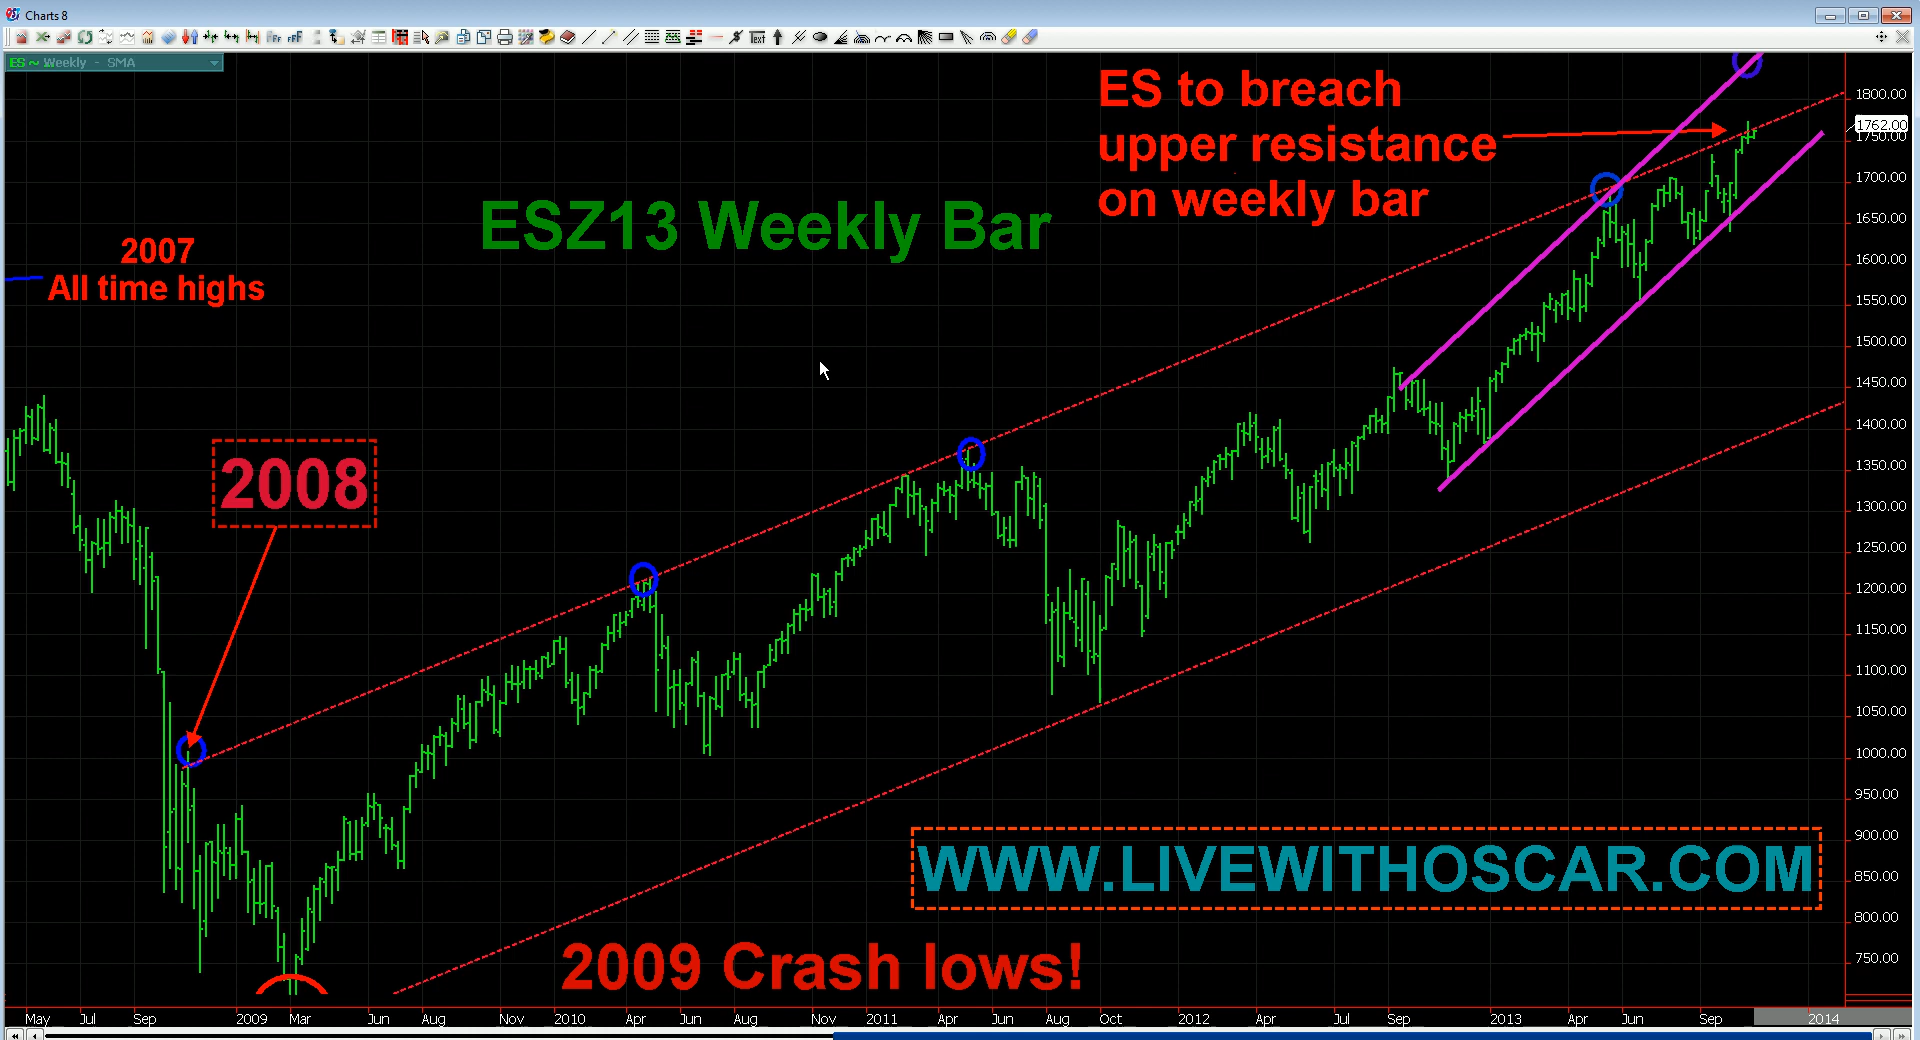 Charts 8
ES ~ Weekly - SMA
ES to breach
upper resistance
on weekly bar
ESZ13 Weekly Bar
2007
All time highs
2008
WWW.LIVEWITHOSCAR.COM
2009 Crash lows!
1800.00
1762.00
1750.00
1700.00
1650.00
1600.00
1550.00
1500.00
1450.00
1400.00
1350.00
1300.00
1250.00
1200.00
1150.00
1100.00
1050.00
1000.00
950.00
900.00
850.00
800.00
750.00
May Jul Sep 2009 Mar Jun Aug Nov 2010 Apr Jun Aug Nov 2011 Apr Jun Aug Oct 2012 Apr Jul Sep 2013 Apr Jun Sep 2014